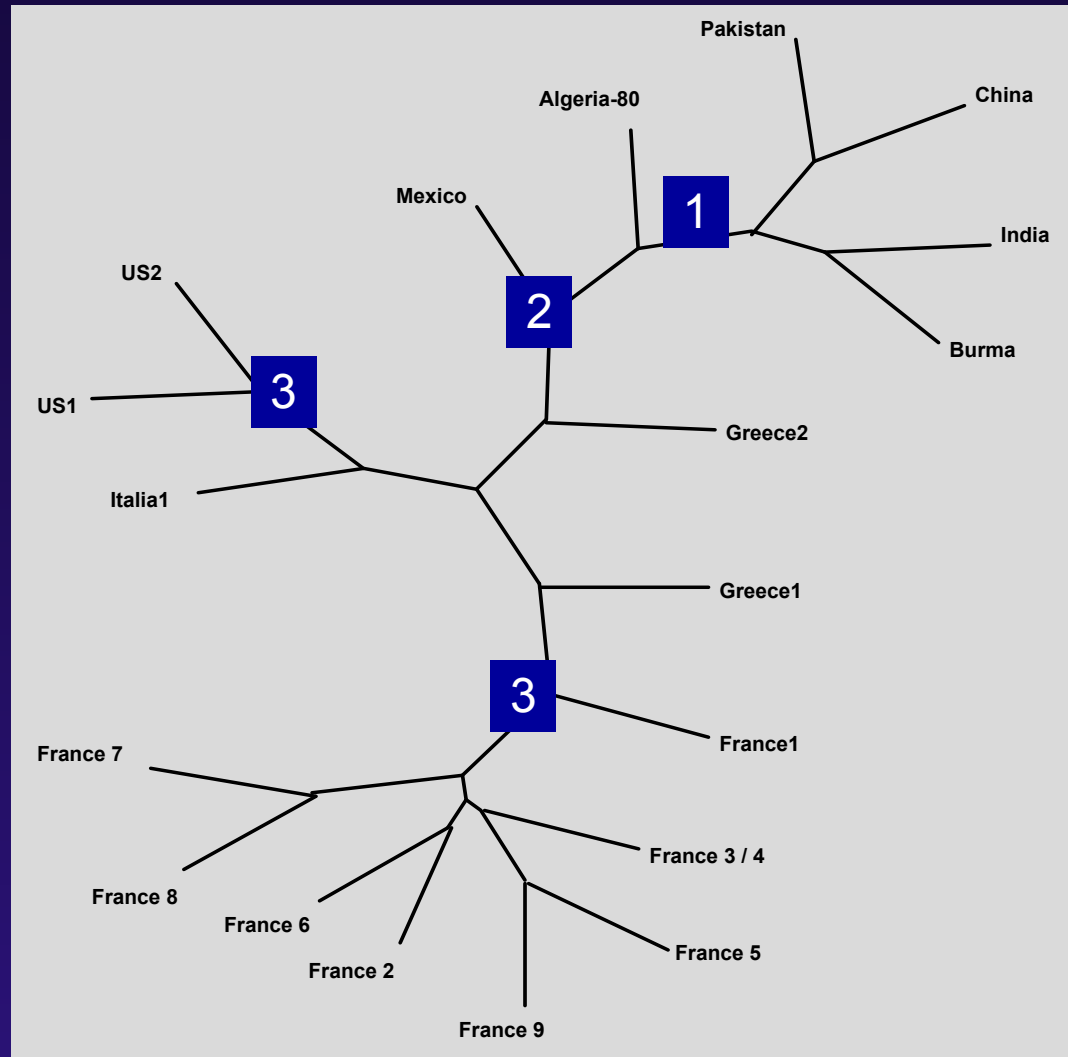 Pakistan
China
Algeria-80
Mexico
1
India
US2
2
Burma
3
US1
Greece2
Italia1
Greece1
3
France1
France 7
France 3 / 4
France 8
France 6
France 5
France 2
France 9